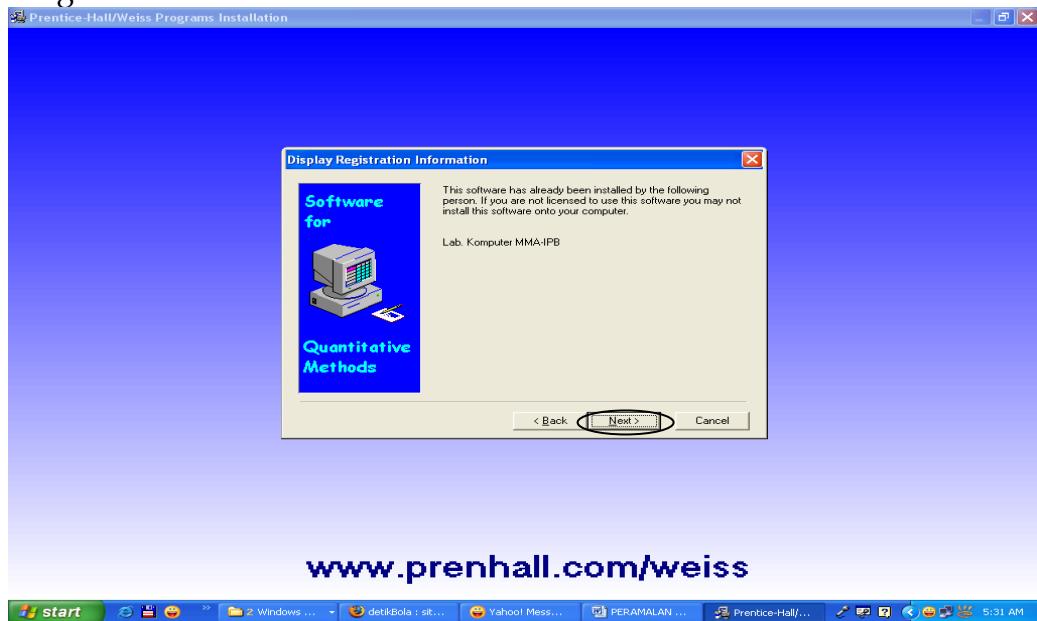 Prentice-Hall/Weiss Programs Installation
Display Registration Information
Software
for
Quantitative
Methods
This software has already been installed by the following
person. If you are not licensed to use this software you may not
install this software onto your computer.
Lab. Komputer MMA-IPB
< Back
Next >
Cancel
www.prenhall.com/weiss
start
2 Windows ...
detikBola : sit...
Yahoo! Mess...
PERAMALAN ...
Prentice-Hall/...
5:31 AM